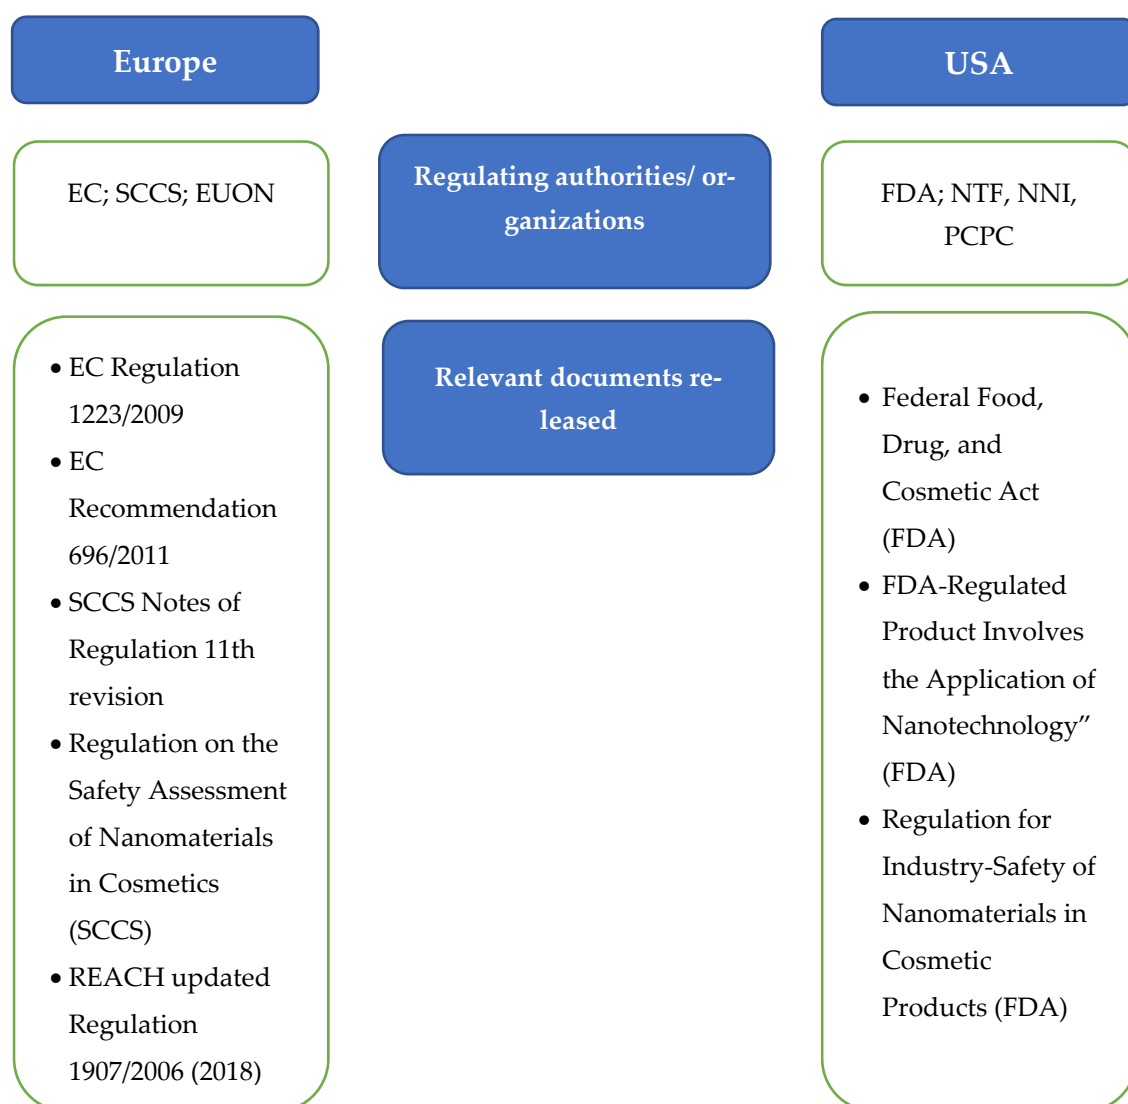 Europe
USA
EC; SCCS; EUON
Regulating authorities/ or-
ganizations
FDA; NTF, NNI,
PCPC
• EC Regulation
1223/2009
• EC
Recommendation
696/2011
• SCCS Notes of
Regulation 11th
revision
• Regulation on the
Safety Assessment
of Nanomaterials
in Cosmetics
(SCCS)
• REACH updated
Regulation
1907/2006 (2018)
Relevant documents re-
leased
• Federal Food,
Drug, and
Cosmetic Act
(FDA)
• FDA-Regulated
Product Involves
the Application of
Nanotechnology”
(FDA)
• Regulation for
Industry-Safety of
Nanomaterials in
Cosmetic
Products (FDA)